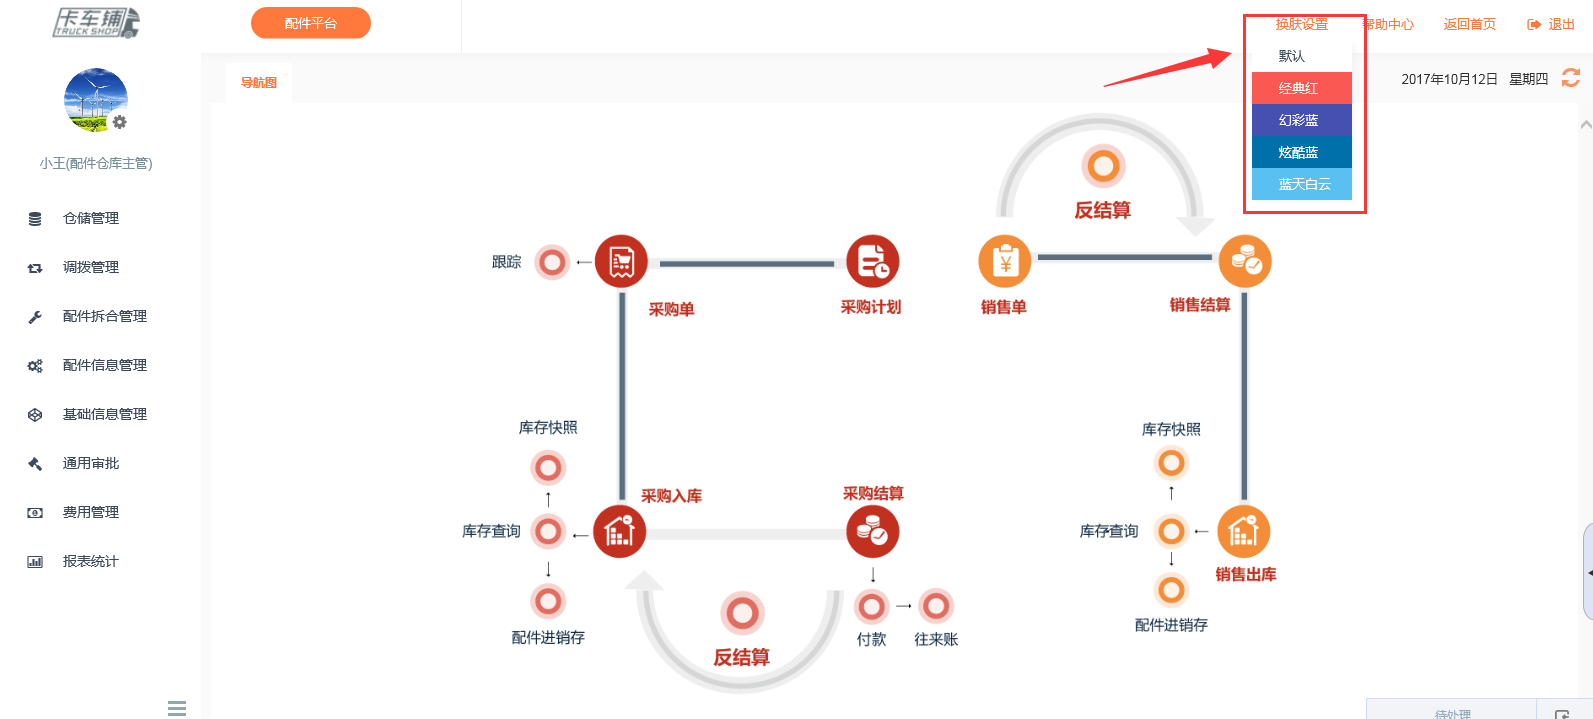 卡车铺
TRUCK SHOP
配件平台
换肤设置
帮助中心
返回首页
退出
默认
经典红
幻彩蓝
炫酷蓝
蓝天白云
导航图
2017年10月12日 星期四
小王(配件仓库主管)
仓储管理
调拨管理
配件拆合管理
配件信息管理
基础信息管理
通用审批
费用管理
报表统计
反结算
跟踪
采购单
采购计划
销售单
销售结算
库存快照
采购入库
采购结算
库存查询
配件进销存
反结算
付款
往来账
库存快照
库存查询
销售出库
配件进销存
待处理